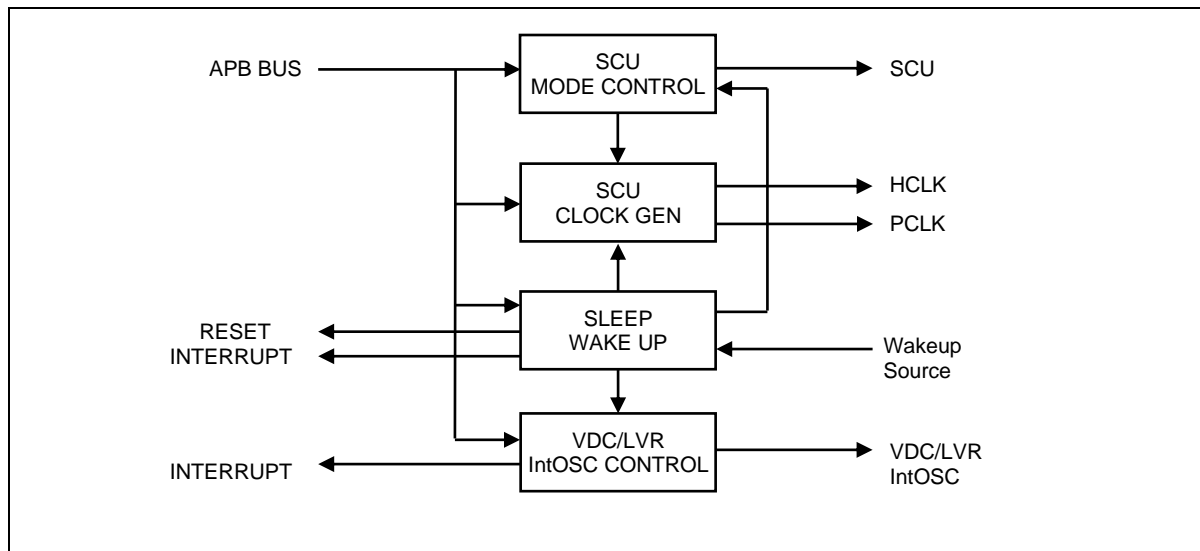 APB BUS
SCU
MODE CONTROL
SCU
SCU
CLOCK GEN
HCLK
PCLK
RESET
INTERRUPT
SLEEP
WAKE UP
Wakeup
Source
INTERRUPT
VDC/LVR
IntOSC CONTROL
VDC/LVR
IntOSC